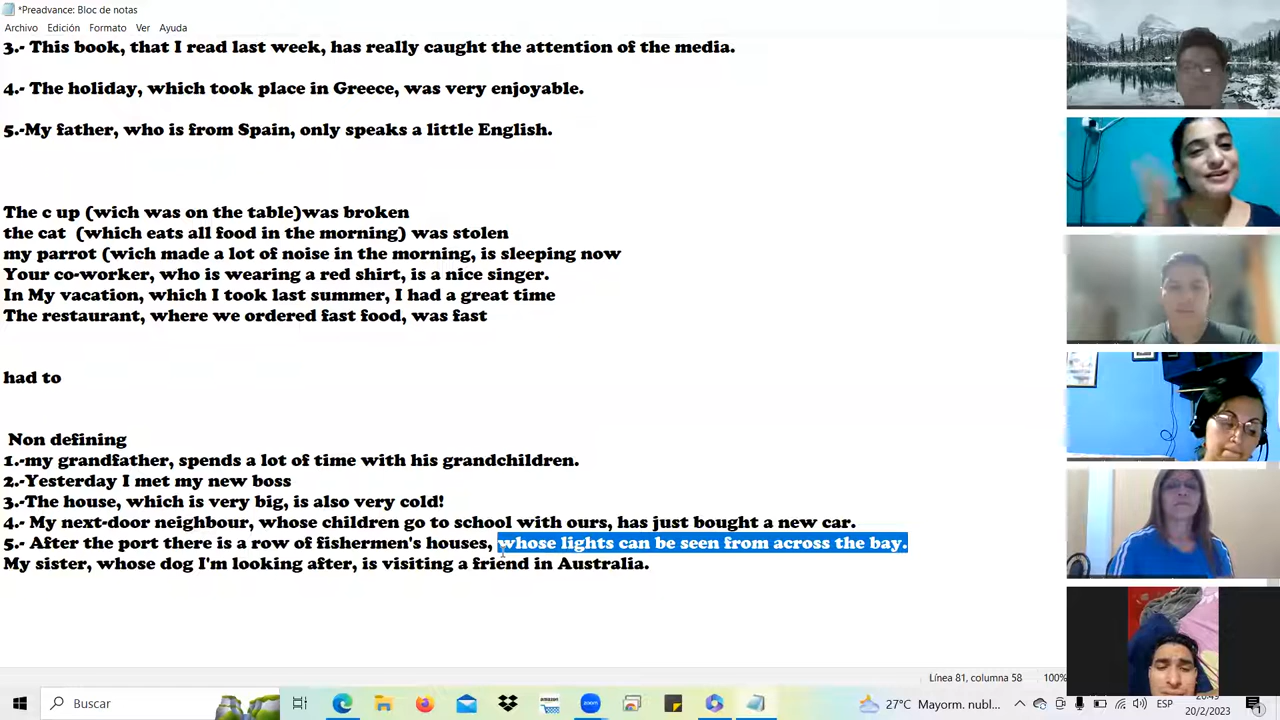 *Preadvance: Bloc de notas
Archivo Edición Formato Ver Ayuda
3.- This book, that I read last week, has really caught the attention of the media.
4.- The holiday, which took place in Greece, was very enjoyable.
5.-My father, who is from Spain, only speaks a little English.
The c up (wich was on the table)was broken
the cat (which eats all food in the morning) was stolen
my parrot (wich made a lot of noise in the morning, is sleeping now
Your co-worker, who is wearing a red shirt, is a nice singer.
In My vacation, which I took last summer, I had a great time
The restaurant, where we ordered fast food, was fast
had to
Non defining
1.-my grandfather, spends a lot of time with his grandchildren.
2.-Yesterday I met my new boss
3.-The house, which is very big, is also very cold!
4.- My next-door neighbour, whose children go to school with ours, has just bought a new car.
5.- After the port there is a row of fishermen's houses, whose lights can be seen from across the bay.
My sister, whose dog I'm looking after, is visiting a friend in Australia.
Línea 81, columna 58 100%
Buscar
amazon
zoom
27°C Mayorm. nubl...
ESP
20/2/2023